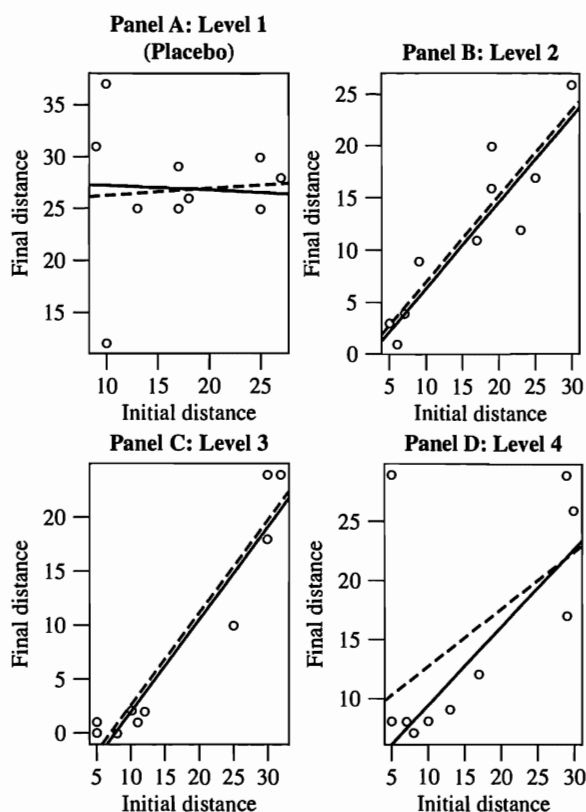 Panel A: Level 1
(Placebo)
Final distance
35
30
25
20
15
10 15 20 25
Initial distance
Panel B: Level 2
Final distance
25
20
15
10
5
0
5 10 15 20 25 30
Initial distance
Panel C: Level 3
Final distance
20
15
10
5
0
5 10 15 20 25 30
Initial distance
Panel D: Level 4
Final distance
25
20
15
10
5 10 15 20 25 30
Initial distance